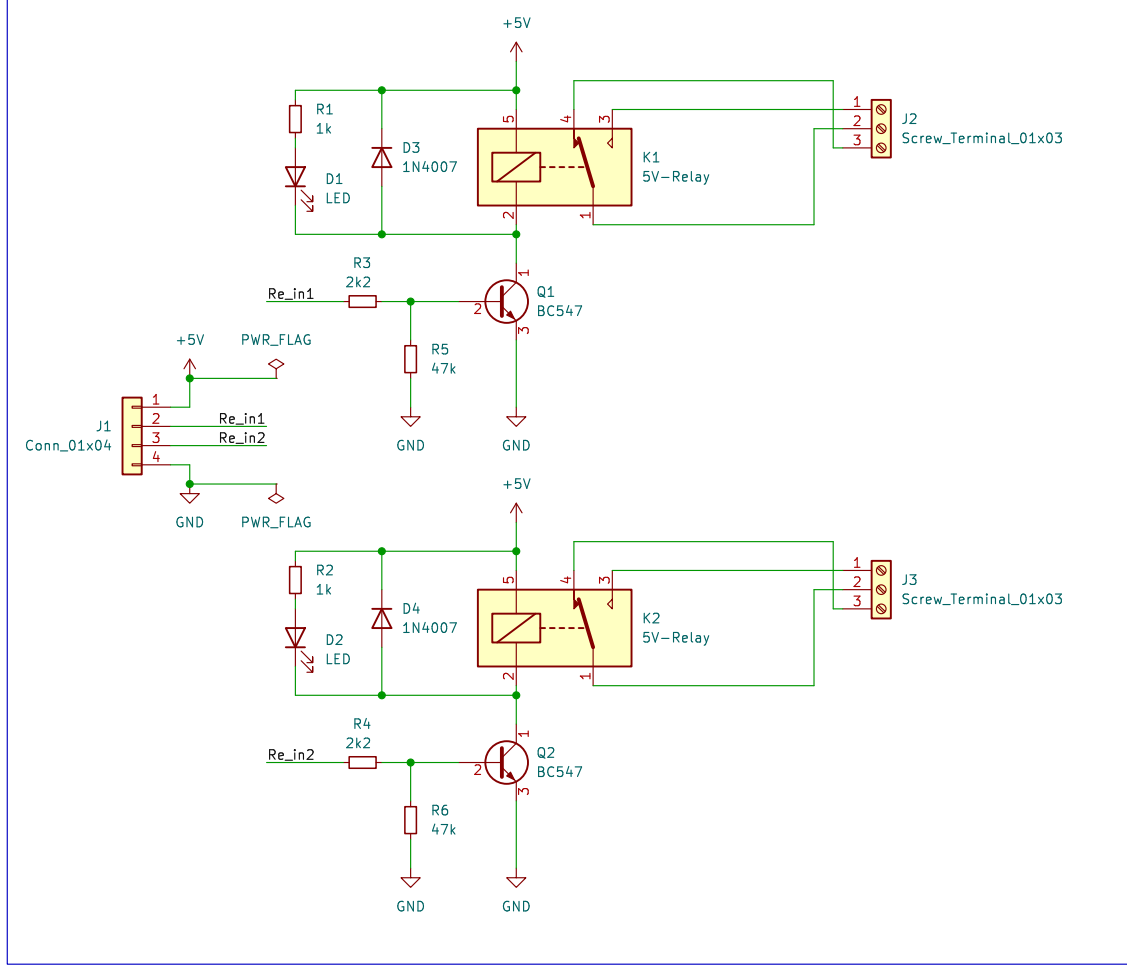 +5V
R1
1k
D1
LED
D3
1N4007
5
4
3
2
1
K1
5V-Relay
1
2
3
J2
Screw_Terminal_01x03
R3
2k2
Re_in1
1
2
3
Q1
BC547
R5
47k
GND
GND
+5V
PWR_FLAG
J1
Conn_01x04
1
2
3
4
Re_in1
Re_in2
GND
PWR_FLAG
+5V
R2
1k
D2
LED
D4
1N4007
5
4
3
2
1
K2
5V-Relay
1
2
3
J3
Screw_Terminal_01x03
R4
2k2
Re_in2
1
2
3
Q2
BC547
R6
47k
GND
GND